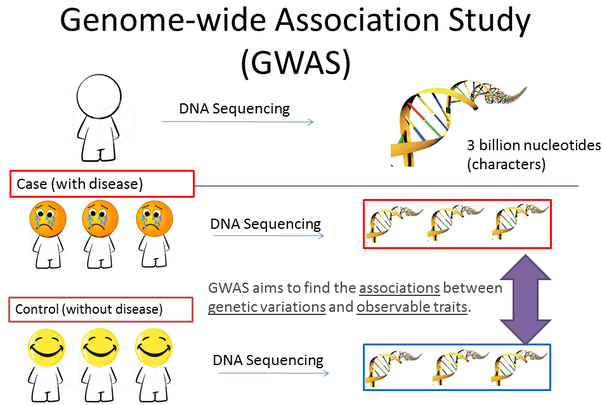 Genome-wide Association Study
(GWAS)
DNA Sequencing
3 billion nucleotides
(characters)
Case (with disease)
DNA Sequencing
GWAS aims to find the associations between
genetic variations and observable traits.
Control (without disease)
DNA Sequencing